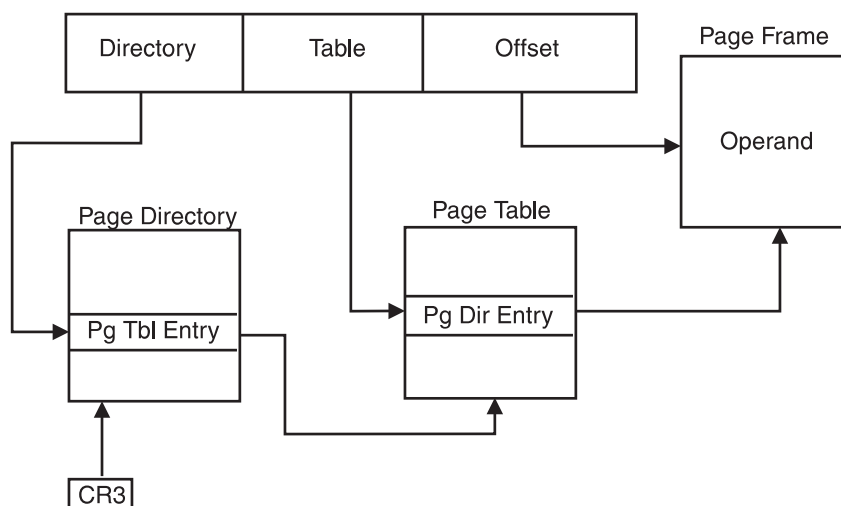 Directory
Table
Offset
Page Frame
Operand
Page Directory
Page Table
Pg Tbl Entry
Pg Dir Entry
CR3